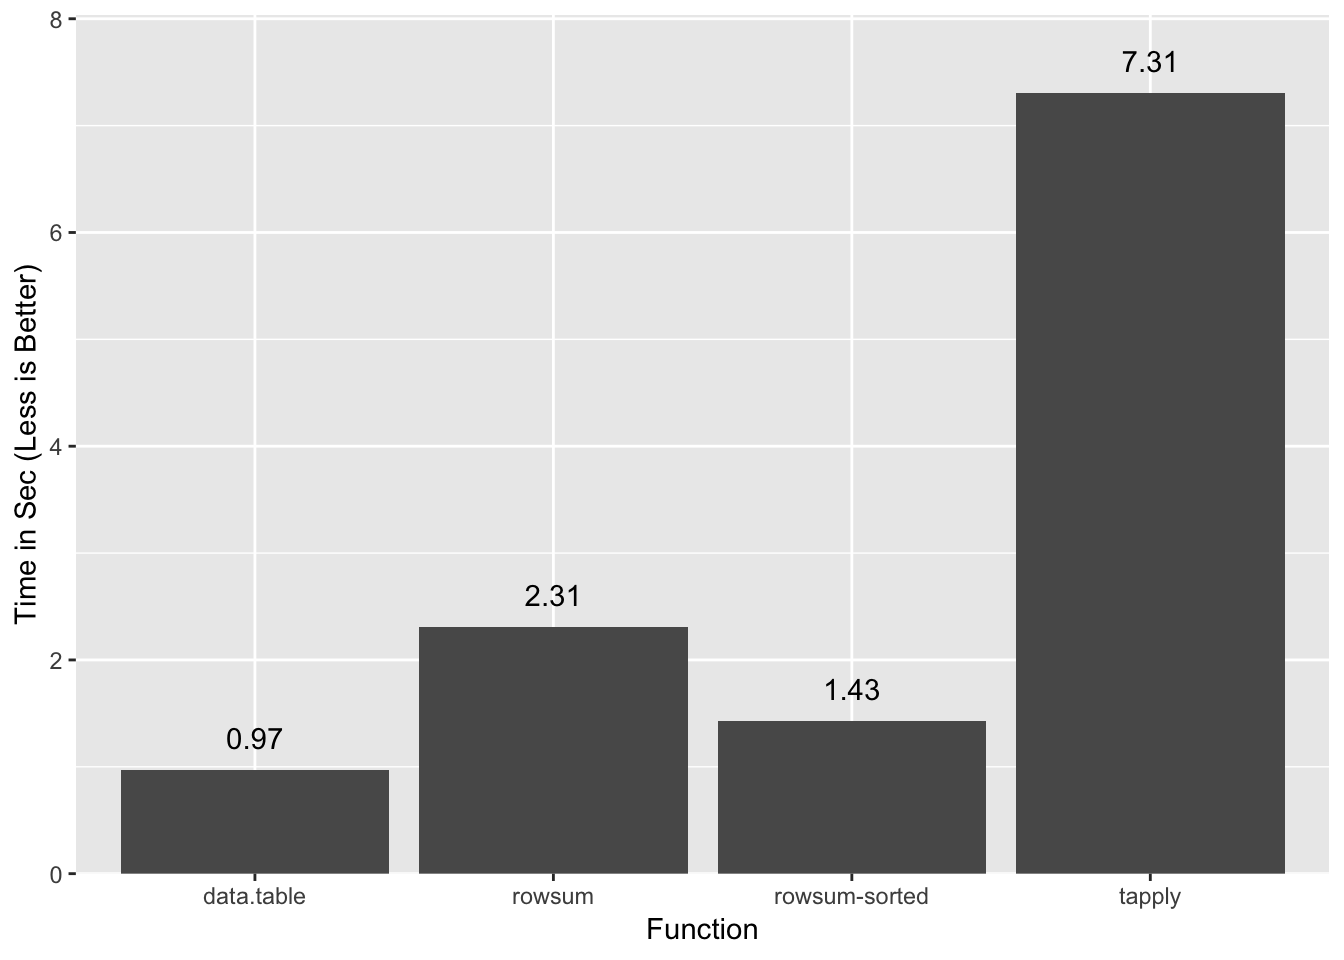 Time in Sec (Less is Better)
8
6
4
2
0
0.97
2.31
1.43
7.31
data.table
rowsum
rowsum-sorted
tapply
Function